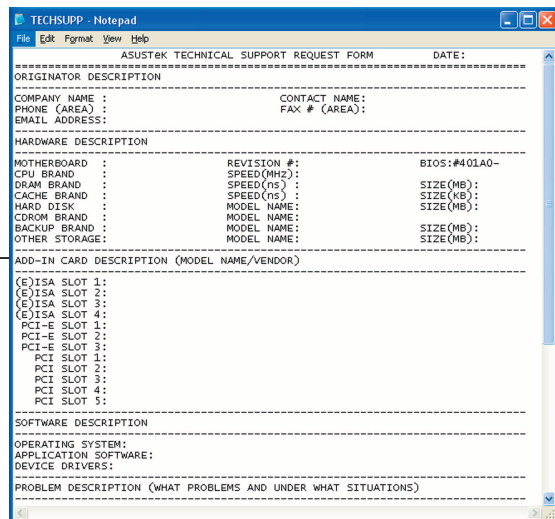 TECHSUPP - Notepad
File Edit Format View Help
ASUSTeK TECHNICAL SUPPORT REQUEST FORM DATE:
ORIGINATOR DESCRIPTION
COMPANY NAME : CONTACT NAME:
PHONE (AREA) : FAX # (AREA):
EMAIL ADDRESS:
HARDWARE DESCRIPTION
MOTHERBOARD : REVISION #: BIOS:#401A0-
CPU BRAND : SPEED(MHz):
DRAM BRAND : SPEED(ns) : SIZE(MB):
CACHE BRAND : SPEED(ns) : SIZE(KB):
HARD DISK : MODEL NAME: SIZE(MB):
CDROM BRAND : MODEL NAME:
BACKUP BRAND : MODEL NAME: SIZE(MB):
OTHER STORAGE: MODEL NAME: SIZE(MB):
ADD-IN CARD DESCRIPTION (MODEL NAME/VENDOR)
(E)ISA SLOT 1:
(E)ISA SLOT 2:
(E)ISA SLOT 3:
(E)ISA SLOT 4:
PCI-E SLOT 1:
PCI-E SLOT 2:
PCI-E SLOT 3:
PCI SLOT 1:
PCI SLOT 2:
PCI SLOT 3:
PCI SLOT 4:
PCI SLOT 5:
SOFTWARE DESCRIPTION
OPERATING SYSTEM:
APPLICATION SOFTWARE:
DEVICE DRIVERS:
PROBLEM DESCRIPTION (WHAT PROBLEMS AND UNDER WHAT SITUATIONS)